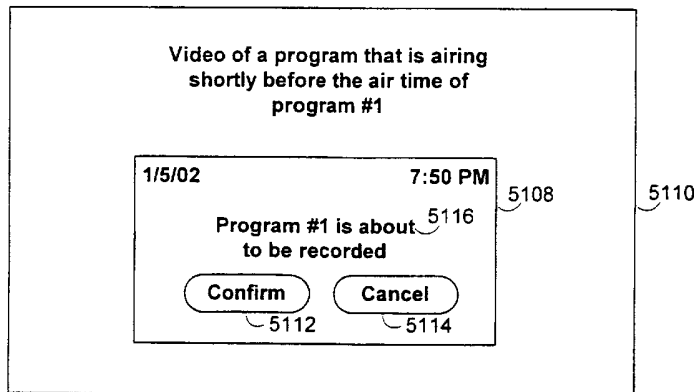 Video of a program that is airing
shortly before the air time of
program #1
1/5/02 7:50 PM
5108
5110
Program #1 is about 5116
to be recorded
Confirm Cancel
5112 5114